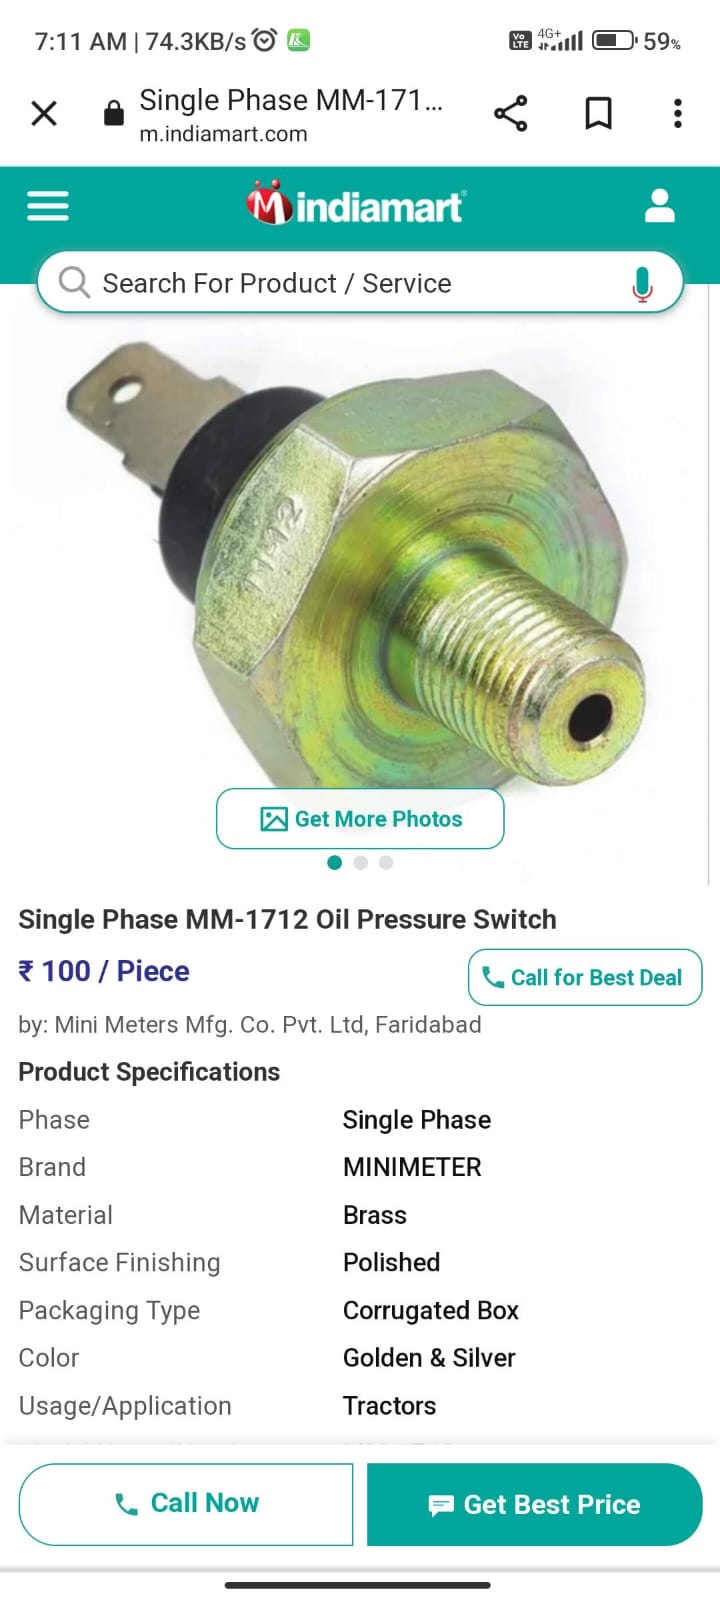 7:11 AM | 74.3KB/s
Vo LTE 4G+ 59%
Single Phase MM-171...
m.indiamart.com
M indiamart
Search For Product / Service
Get More Photos
Single Phase MM-1712 Oil Pressure Switch
₹ 100 / Piece
Call for Best Deal
by: Mini Meters Mfg. Co. Pvt. Ltd, Faridabad
Product Specifications
Phase Single Phase
Brand MINIMETER
Material Brass
Surface Finishing Polished
Packaging Type Corrugated Box
Color Golden & Silver
Usage/Application Tractors
Call Now
Get Best Price